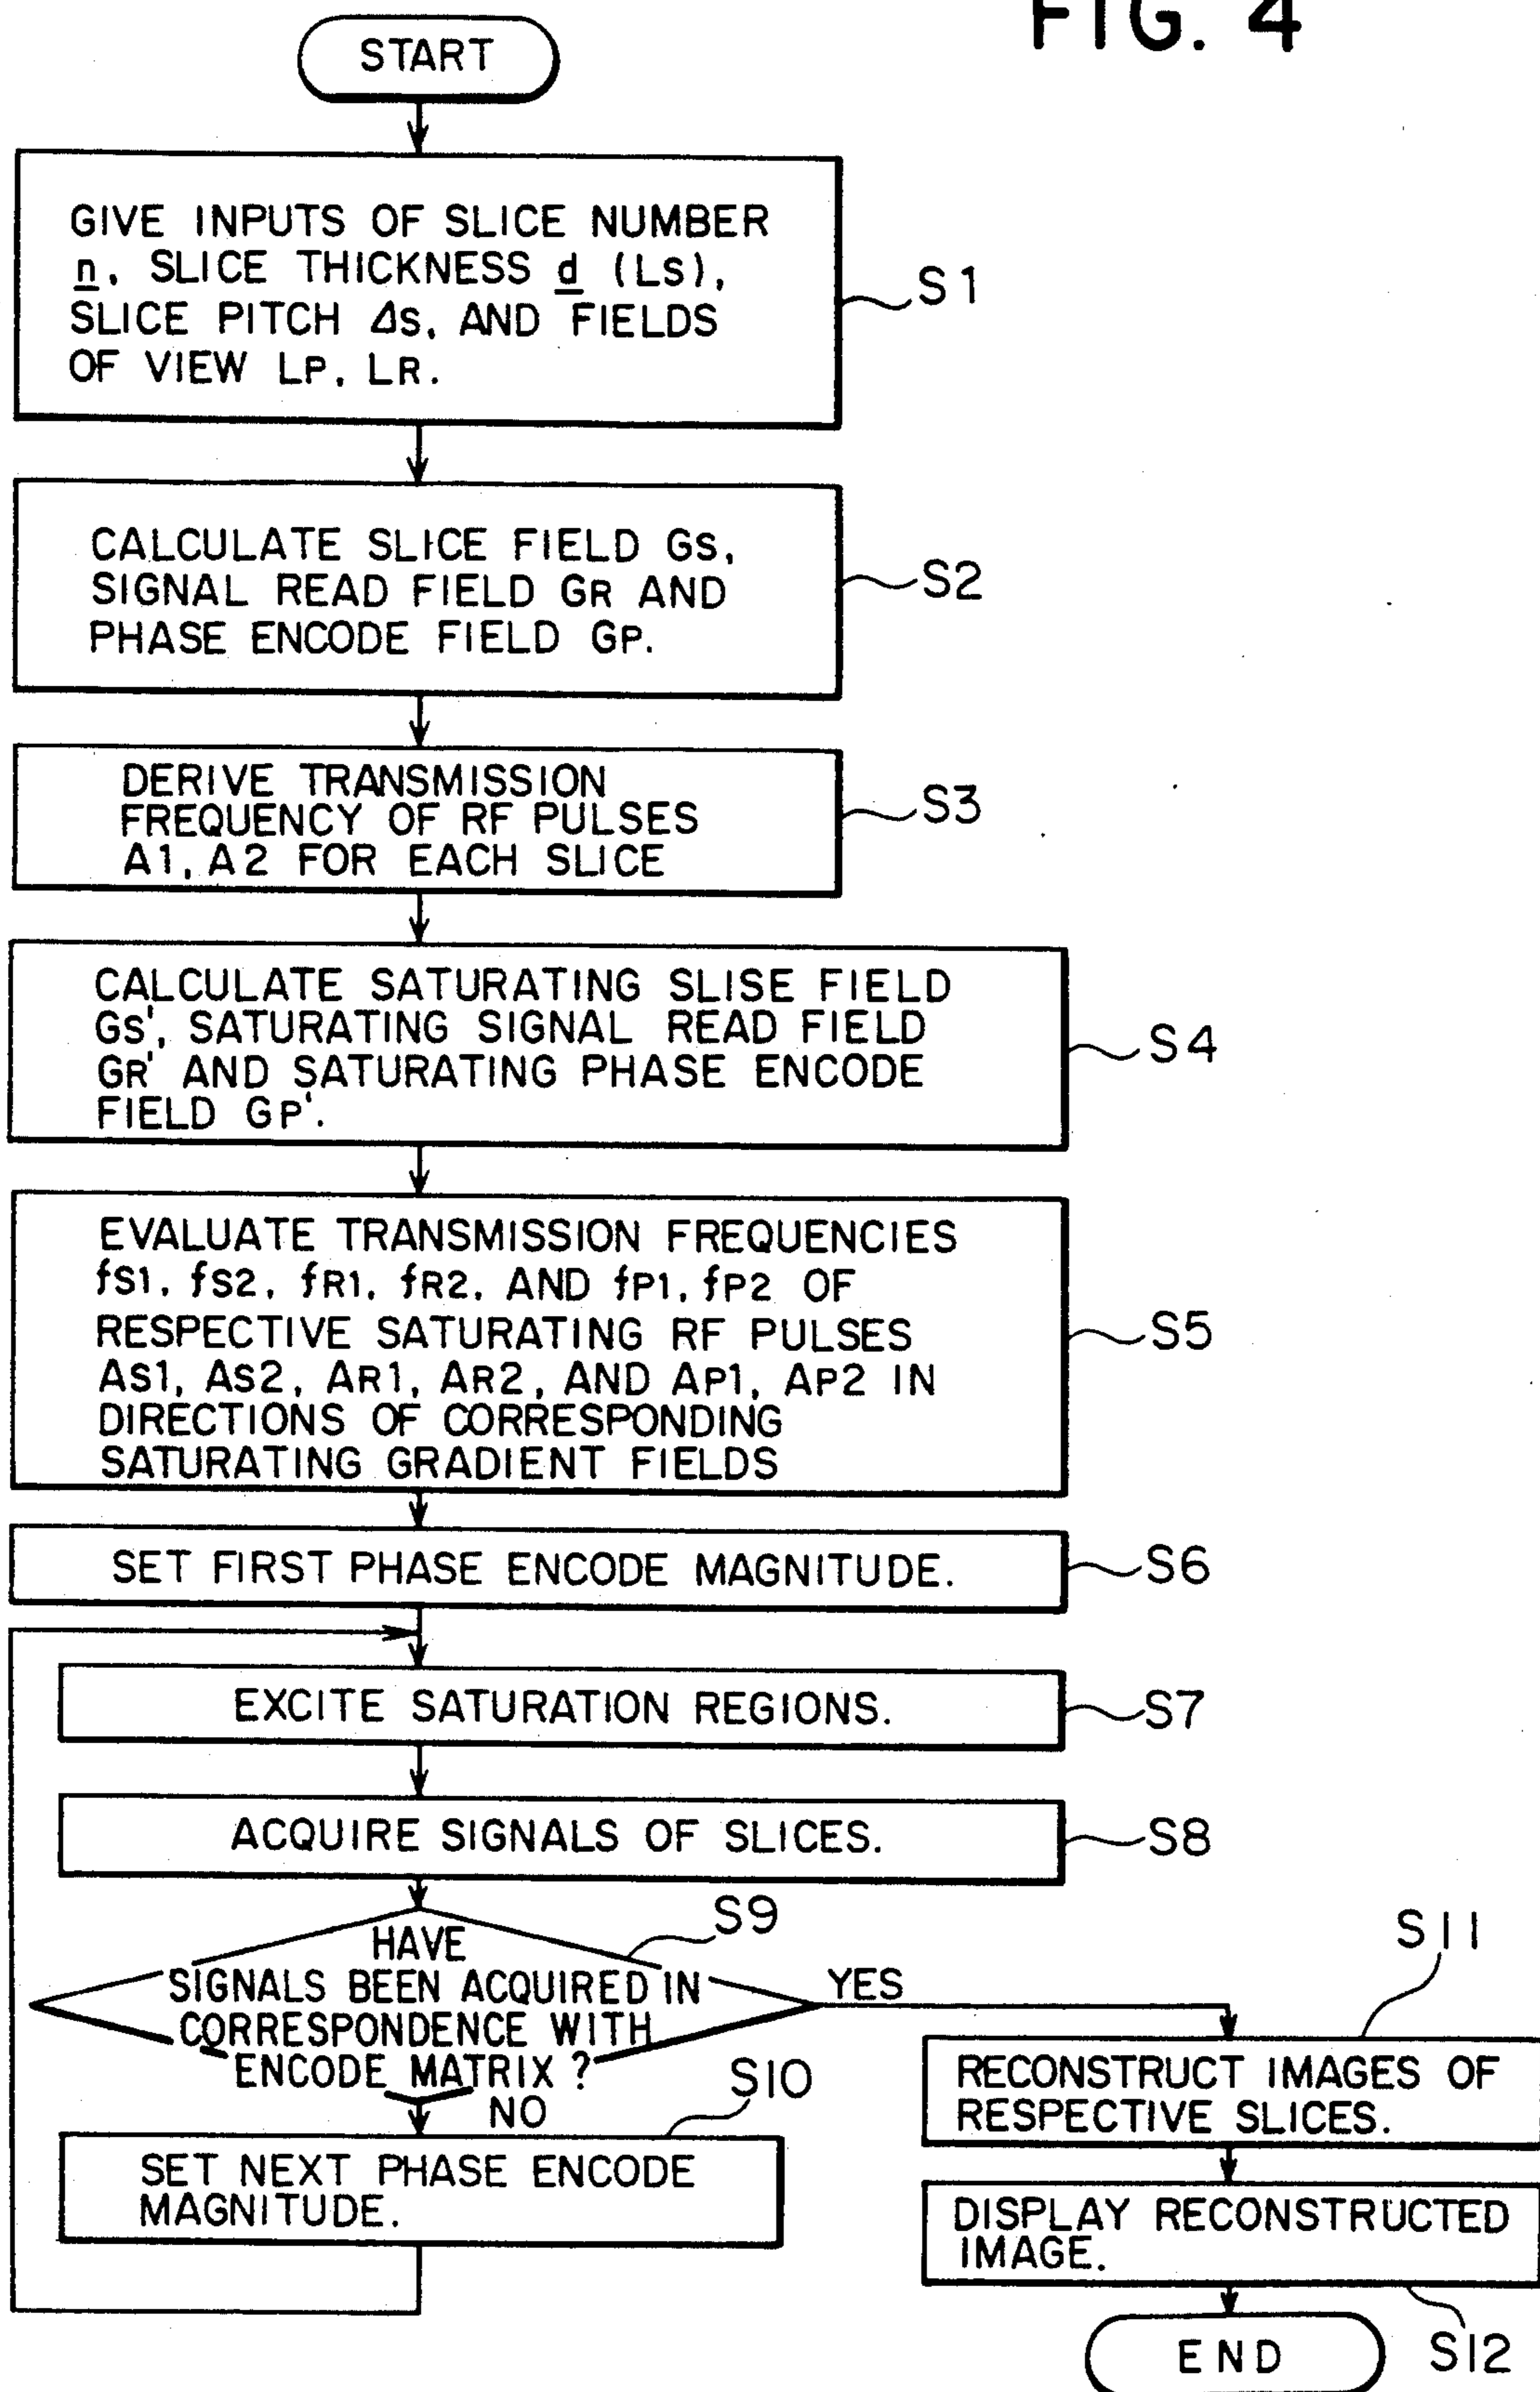 FIG. 4
START
GIVE INPUTS OF SLICE NUMBER
n, SLICE THICKNESS d (LS),
SLICE PITCH ΔS, AND FIELDS
OF VIEW LP, LR.
S1
CALCULATE SLICE FIELD GS,
SIGNAL READ FIELD GR AND
PHASE ENCODE FIELD GP.
S2
DERIVE TRANSMISSION
FREQUENCY OF RF PULSES
A1, A2 FOR EACH SLICE
S3
CALCULATE SATURATING SLISE FIELD
GS', SATURATING SIGNAL READ FIELD
GR' AND SATURATING PHASE ENCODE
FIELD GP'.
S4
EVALUATE TRANSMISSION FREQUENCIES
fS1, fS2, fR1, fR2, AND fP1, fP2 OF
RESPECTIVE SATURATING RF PULSES
AS1, AS2, AR1, AR2, AND AP1, AP2 IN
DIRECTIONS OF CORRESPONDING
SATURATING GRADIENT FIELDS
S5
SET FIRST PHASE ENCODE MAGNITUDE.
S6
EXCITE SATURATION REGIONS.
S7
ACQUIRE SIGNALS OF SLICES.
S8
HAVE
SIGNALS BEEN ACQUIRED IN
CORRESPONDENCE WITH
ENCODE MATRIX ?
S9
YES
NO
SET NEXT PHASE ENCODE
MAGNITUDE.
S10
RECONSTRUCT IMAGES OF
RESPECTIVE SLICES.
S11
DISPLAY RECONSTRUCTED
IMAGE.
S12
END